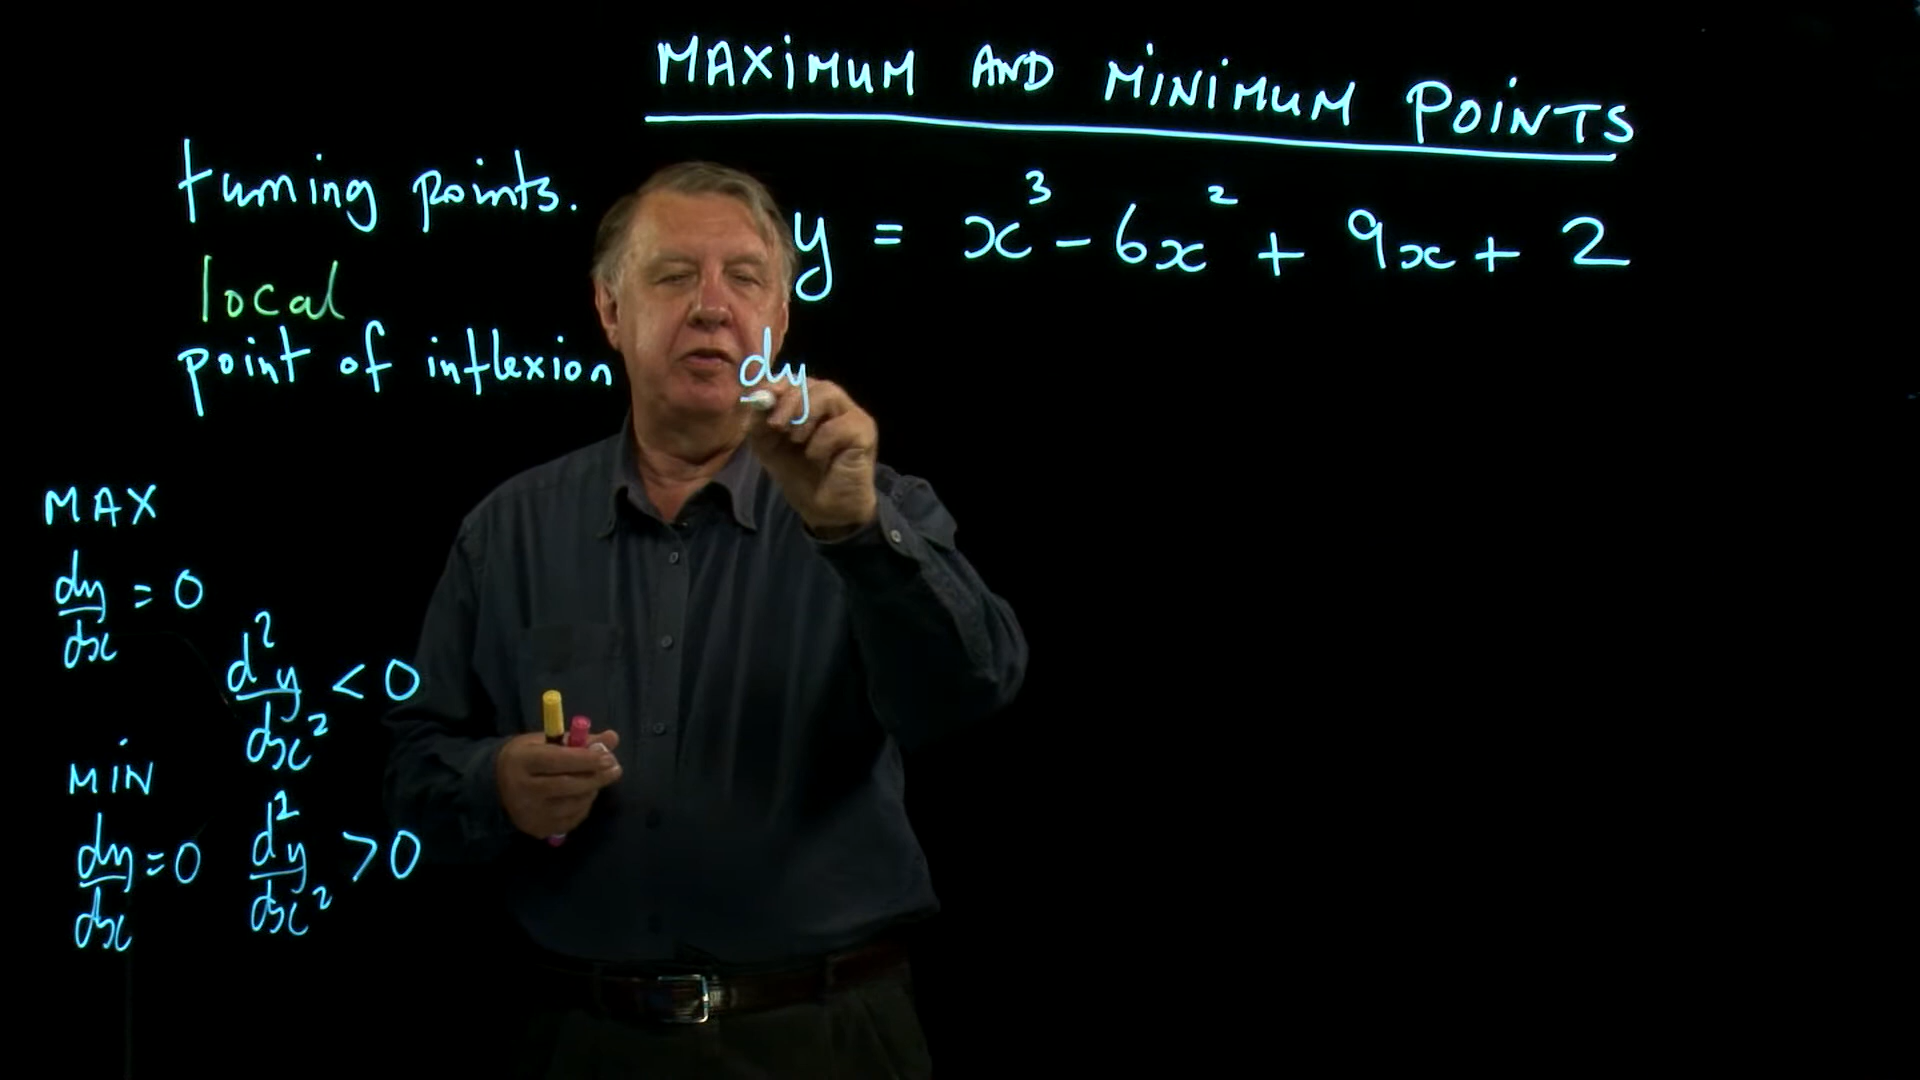 MAXIMUM AND MINIMUM POINTS
turning points.
y = x³ - 6x² + 9x + 2
local
point of inflexion
dy
MAX
dy/dx = 0
d²y/dx² < 0
MIN
dy/dx = 0 d²y/dx² > 0